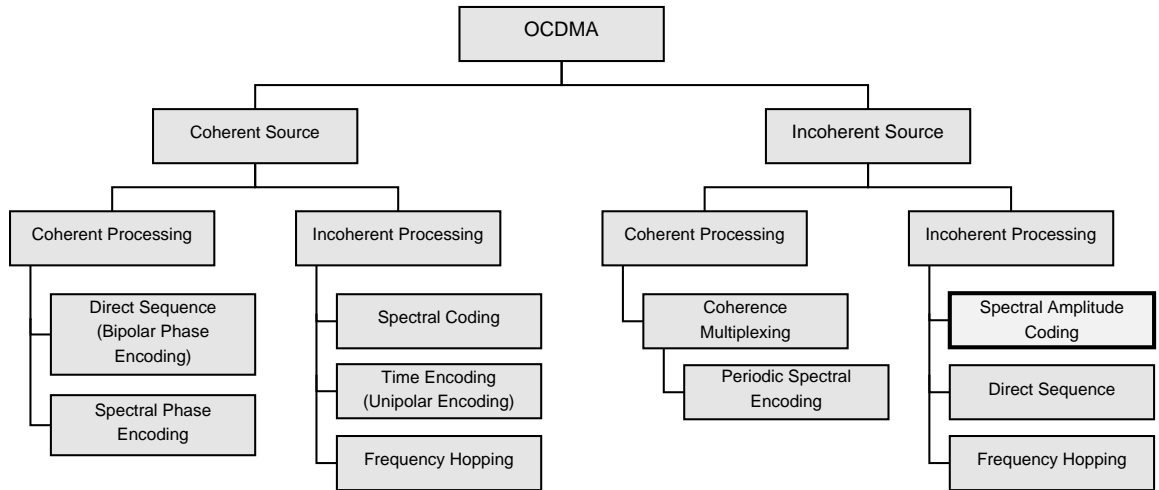 OCDMA
Coherent Source
Incoherent Source
Coherent Processing
Incoherent Processing
Coherent Processing
Incoherent Processing
Direct Sequence
(Bipolar Phase
Encoding)
Spectral Phase
Encoding
Spectral Coding
Time Encoding
(Unipolar Encoding)
Frequency Hopping
Coherence
Multiplexing
Periodic Spectral
Encoding
Spectral Amplitude
Coding
Direct Sequence
Frequency Hopping